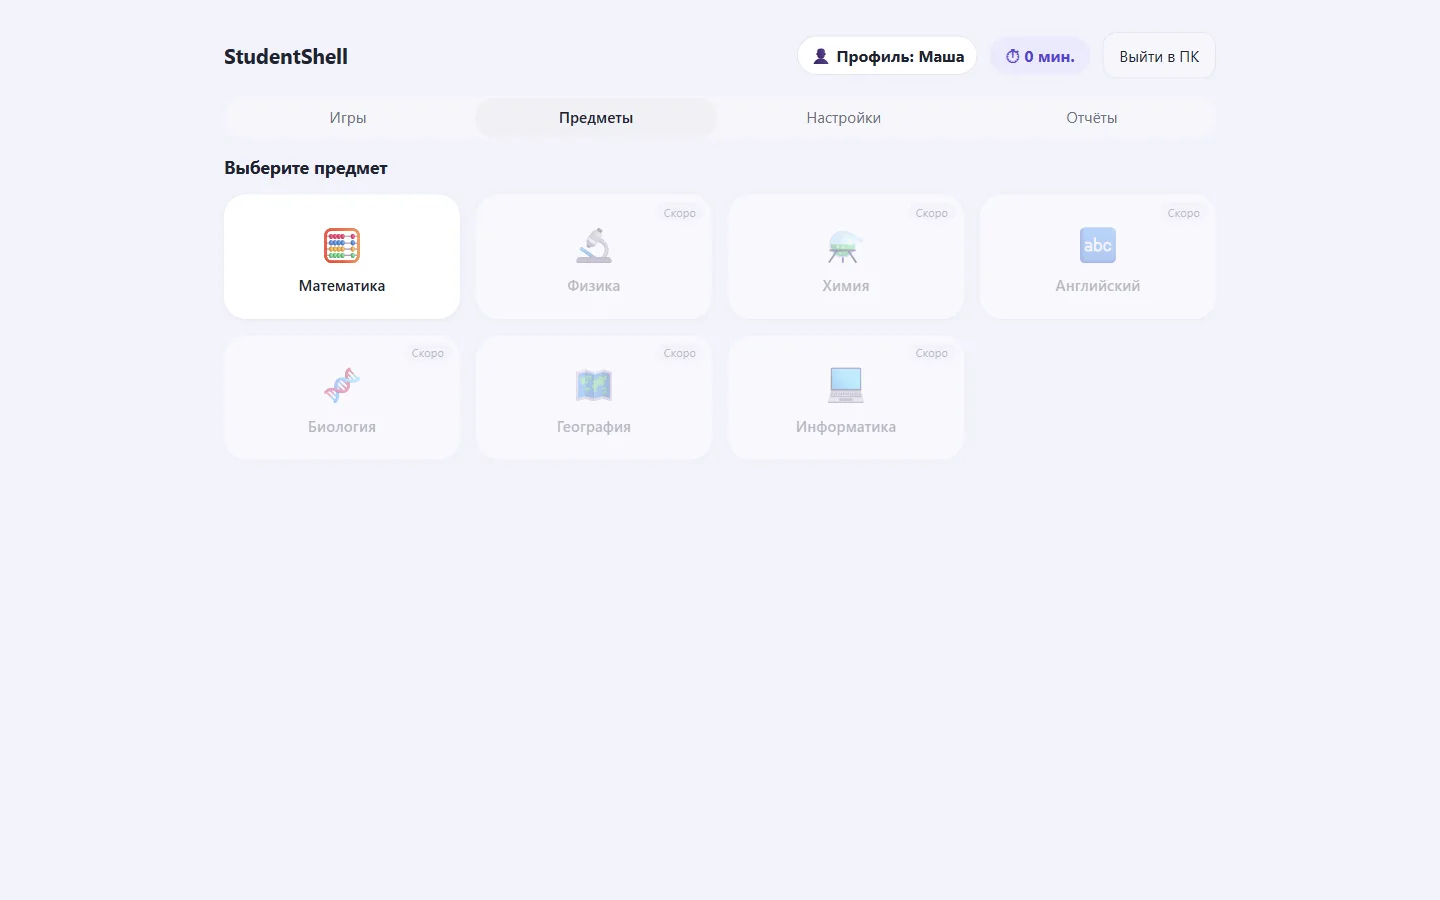 StudentShell
Профиль: Маша
0 мин.
Выйти в ПК
Игры
Предметы
Настройки
Отчёты
Выберите предмет
Математика
Скоро
Физика
Скоро
Химия
Скоро
abc
Английский
Скоро
Биология
Скоро
География
Скоро
Информатика